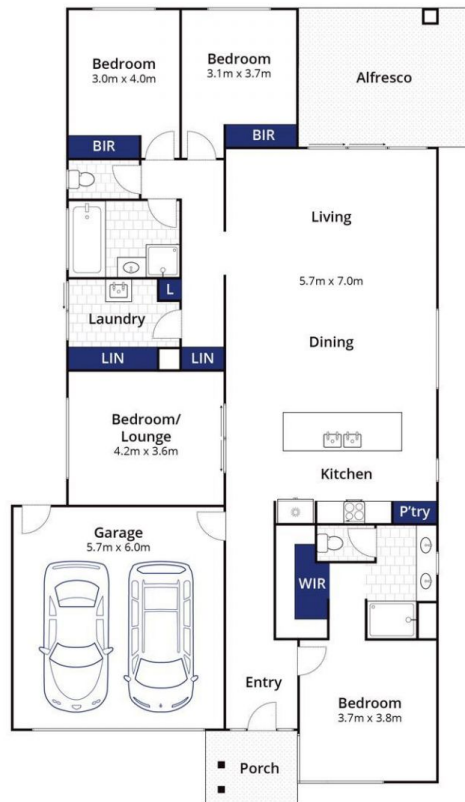 Bedroom
3.0m x 4.0m
Bedroom
3.1m x 3.7m
Alfresco
BIR
BIR
Living
5.7m x 7.0m
L
Laundry
Dining
LIN
LIN
Bedroom/
Lounge
4.2m x 3.6m
Kitchen
P'try
Garage
5.7m x 6.0m
WIR
Entry
Bedroom
3.7m x 3.8m
Porch